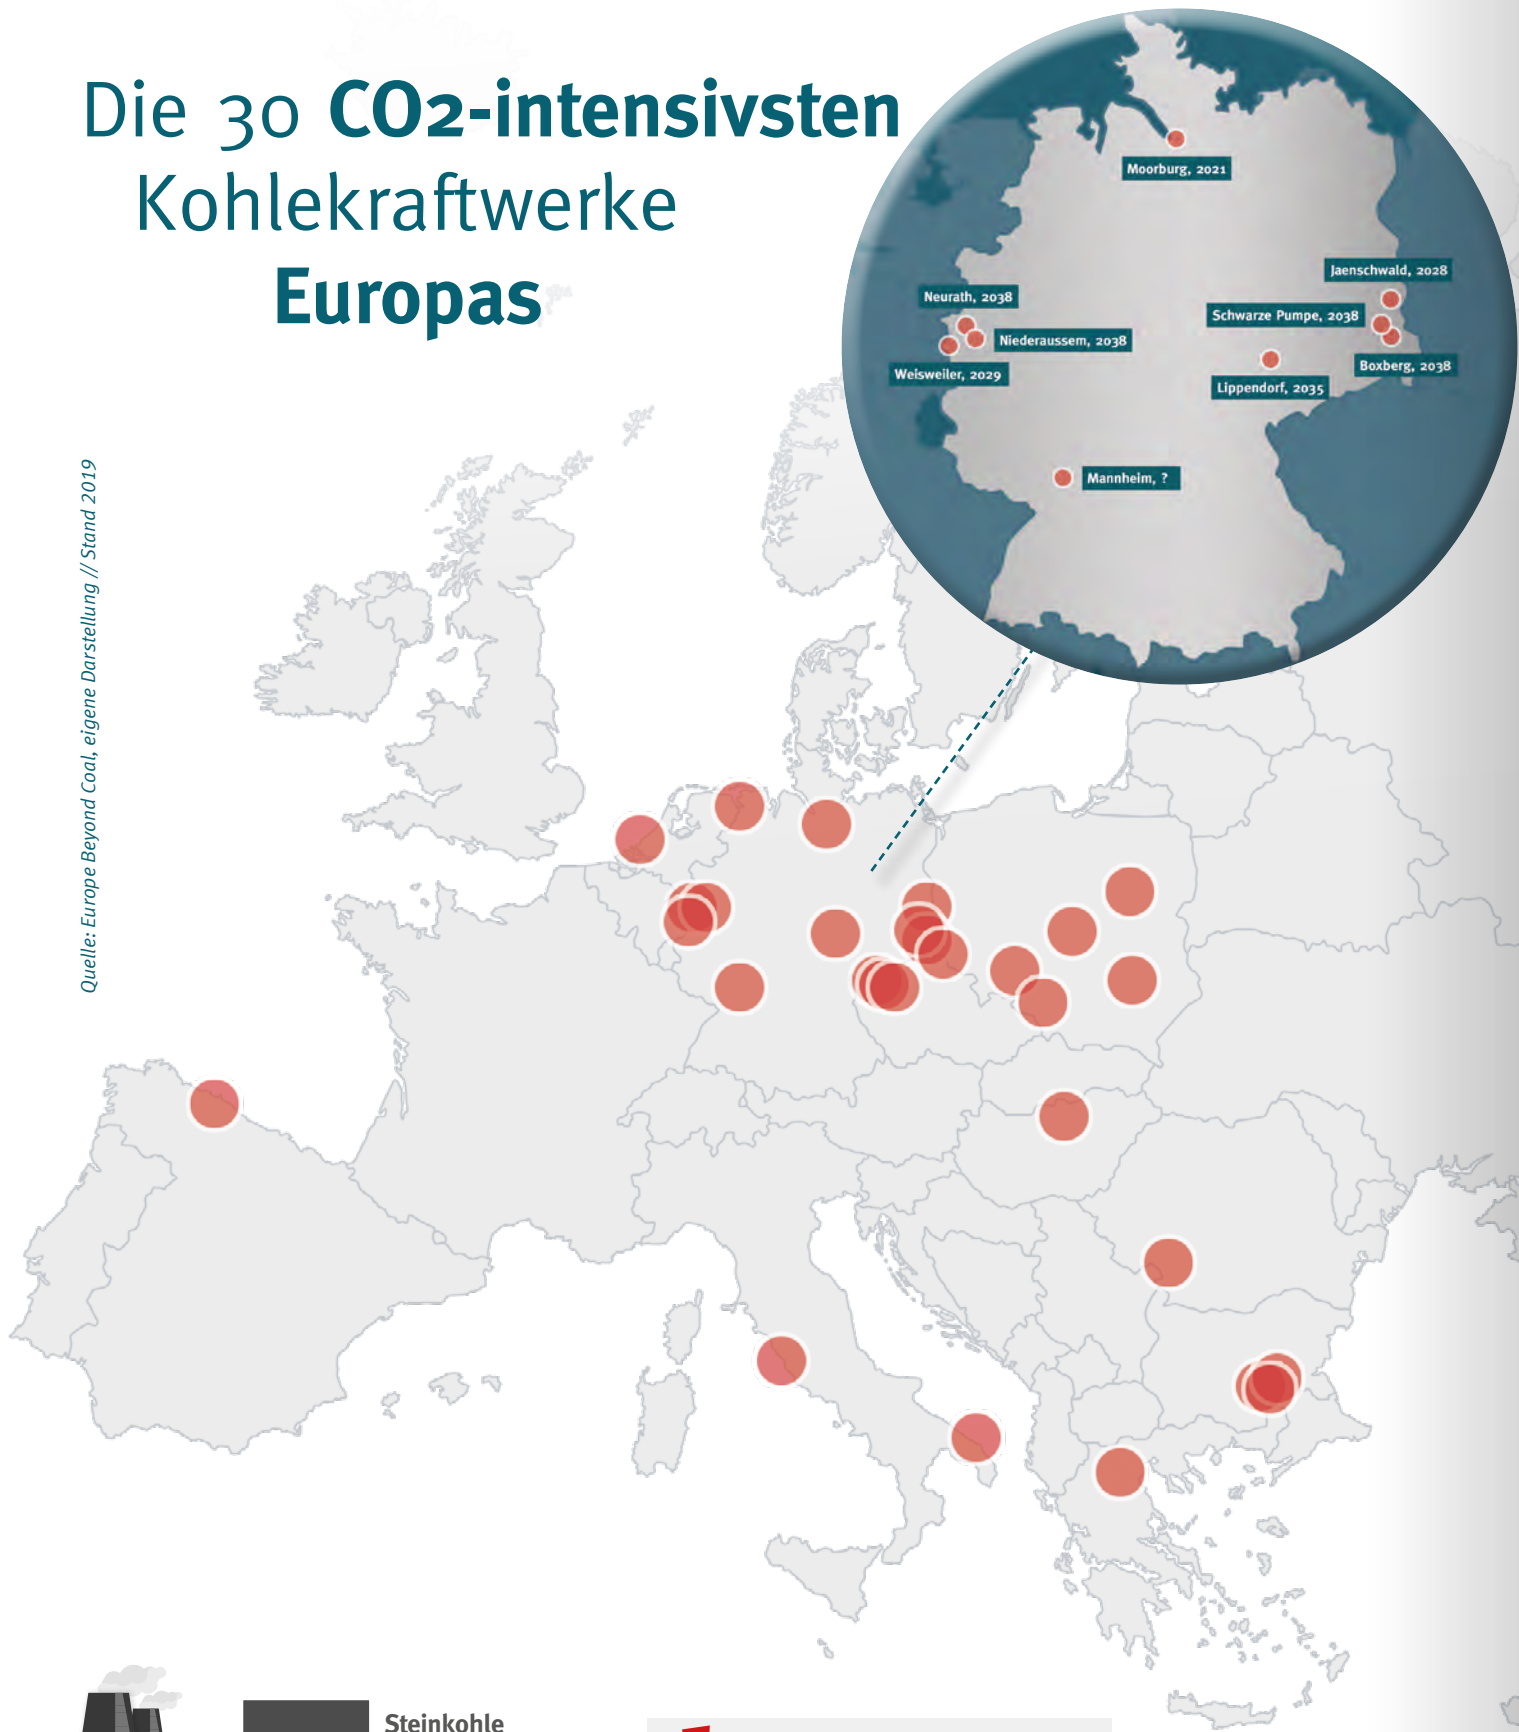 Die 30 CO2-intensivsten
Kohlekraftwerke
Europas
Quelle: Europe Beyond Coal, eigene Darstellung // Stand 2019
Moorburg, 2021
Jaenschwald, 2028
Neurath, 2038
Schwarze Pumpe, 2038
Niederaussem, 2038
Boxberg, 2038
Weisweiler, 2029
Lippendorf, 2035
Mannheim, ?
Steinkohle